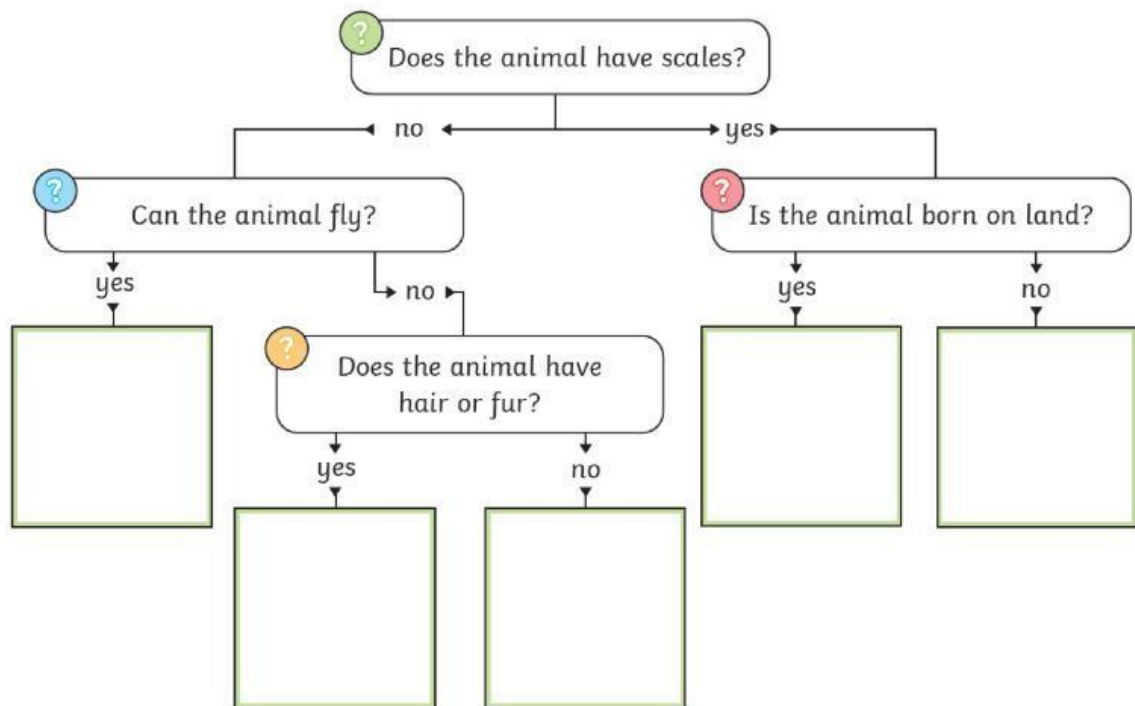 ?
Does the animal have scales?
no
yes
?
Can the animal fly?
?
Is the animal born on land?
yes
no
yes
no
?
Does the animal have
hair or fur?
yes
no